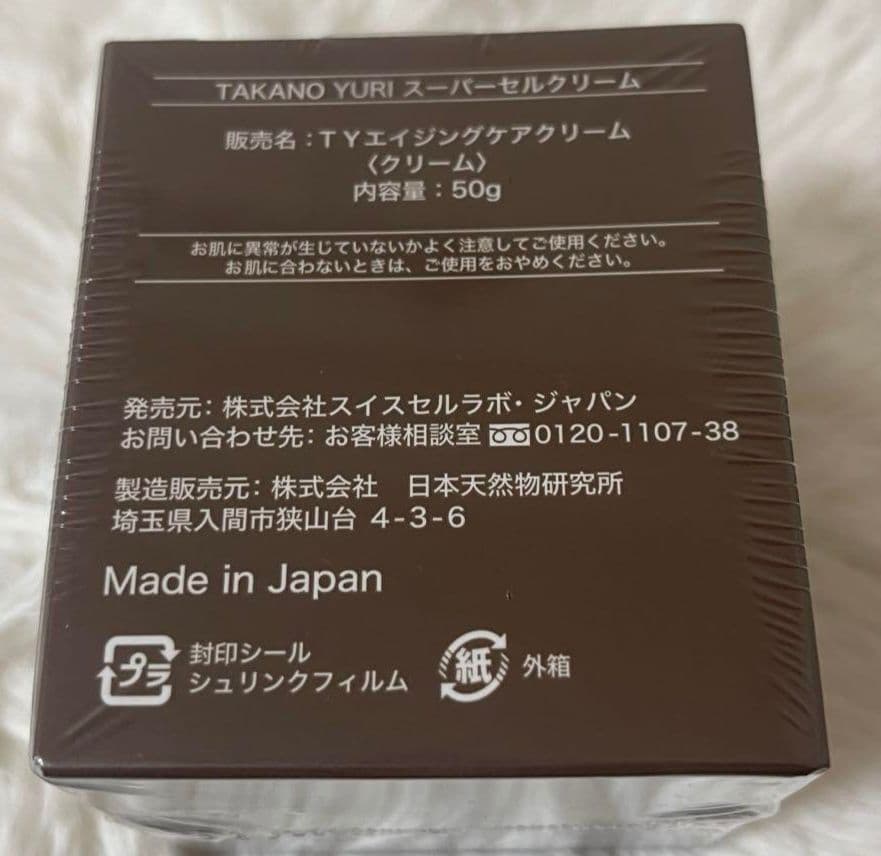 TAKANO YURI スーパーセルクリーム
販売名：ＴＹエイジングケアクリーム
〈クリーム〉
内容量：50g
お肌に異常が生じていないかよく注意してご使用ください。
お肌に合わないときは、ご使用をおやめください。
発売元：株式会社スイスセルラボ・ジャパン
お問い合わせ先：お客様相談室 0120-1107-38
製造販売元：株式会社　日本天然物研究所
埼玉県入間市狭山台 4-3-6
Made in Japan
プラ 封印シール
シュリンクフィルム
紙 外箱